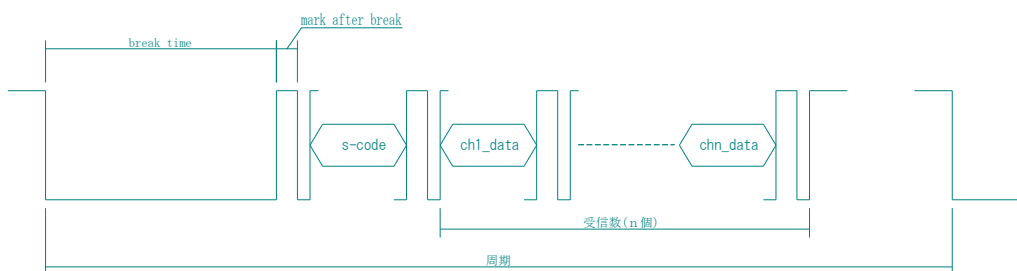 mark after break
break time
s-code
ch1_data
chn_data
受信数(ｎ個)
周期